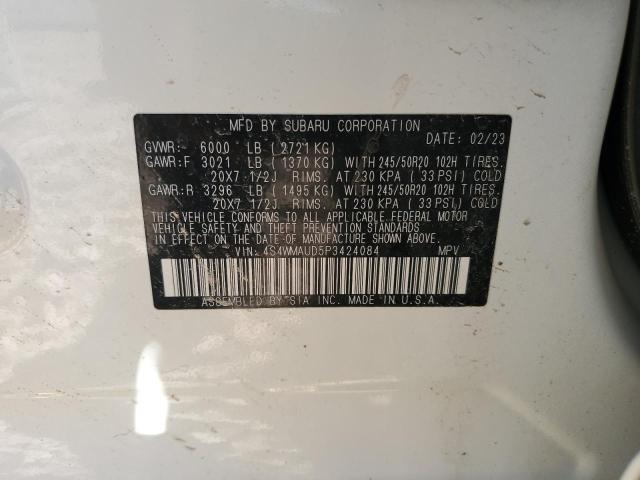 MFD BY SUBARU CORPORATION
DATE: 02/23
GVWR: 6000 LB (2721 KG)
GAWR:F 3021 LB (1370 KG) WITH 245/50R20 102H TIRES,
20X7 1/2J RIMS, AT 230 KPA (33 PSI) COLD
GAWR:R 3296 LB (1495 KG) WITH 245/50R20 102H TIRES,
20X7 1/2J RIMS, AT 230 KPA (33 PSI) COLD
THIS VEHICLE CONFORMS TO ALL APPLICABLE FEDERAL MOTOR
VEHICLE SAFETY AND THEFT PREVENTION STANDARDS
IN EFFECT ON THE DATE OF MANUFACTURE SHOWN ABOVE.
VIN: 4S4WMAUD5P3424084 MPV
ASSEMBLED BY SIA INC. MADE IN U.S.A.